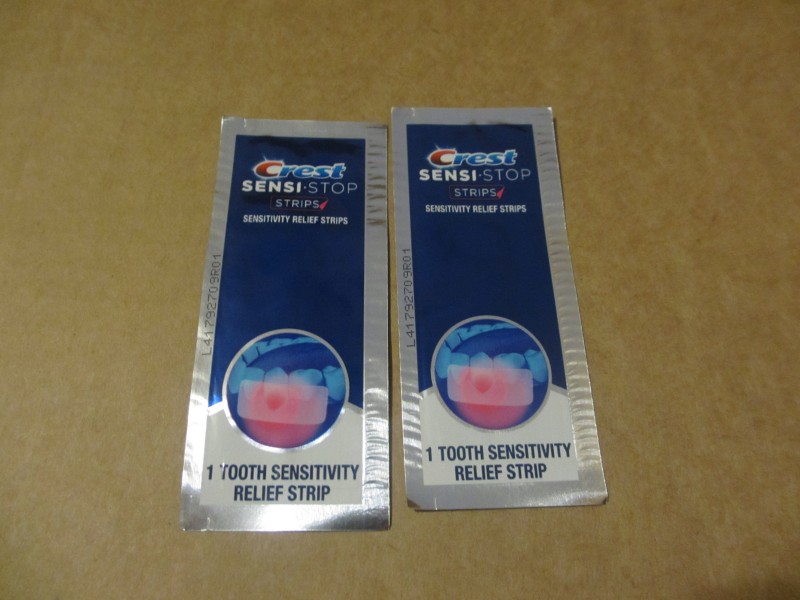 Crest
SENSI·STOP
STRIPS
SENSITIVITY RELIEF STRIPS
L41792709R01
1 TOOTH SENSITIVITY
RELIEF STRIP
Crest
SENSI·STOP
STRIPS
SENSITIVITY RELIEF STRIPS
L41792709R01
1 TOOTH SENSITIVITY
RELIEF STRIP